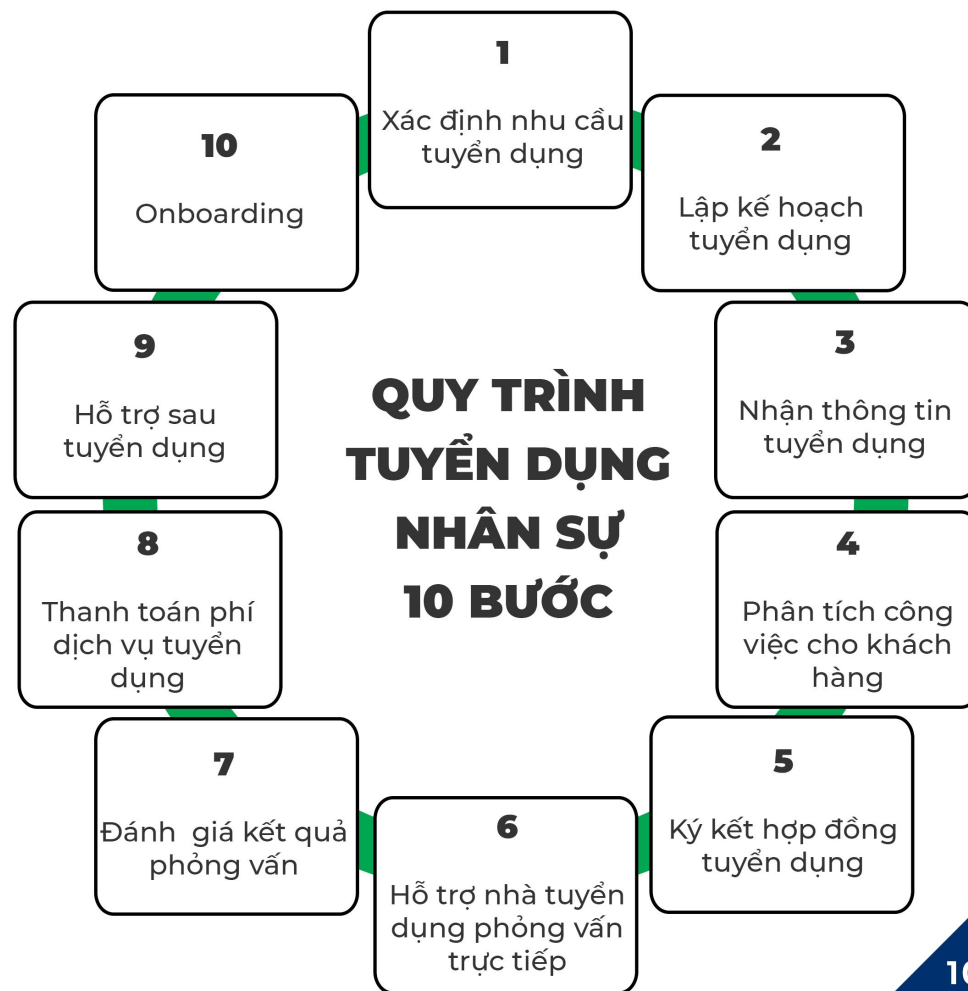 1
Xác định nhu cầu
tuyển dụng
2
Lập kế hoạch
tuyển dụng
3
Nhận thông tin
tuyển dụng
4
Phân tích công
việc cho khách
hàng
5
Ký kết hợp đồng
tuyển dụng
6
Hỗ trợ nhà tuyển
dụng phỏng vấn
trực tiếp
7
Đánh  giá kết quả
phỏng vấn
8
Thanh toán phí
dịch vụ tuyển
dụng
9
Hỗ trợ sau
tuyển dụng
10
Onboarding
QUY TRÌNH
TUYỂN DỤNG
NHÂN SỰ
10 BƯỚC